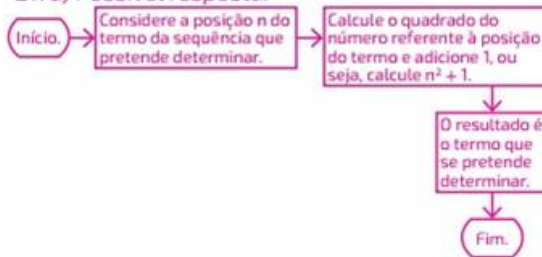 Início.
Considere a posição n do
termo da sequência que
pretende determinar.
Calcule o quadrado do
número referente à posição
do termo e adicione 1, ou
seja, calcule n² + 1.
O resultado é
o termo que
se pretende
determinar.
Fim.